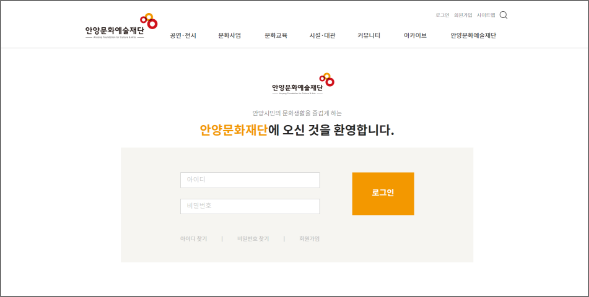 로그인 회원가입 사이트맵
안양문화예술재단
공연·전시 문화사업 문화교육 시설·대관 커뮤니티 아카이브 안양문화예술재단
안양문화예술재단
안양시민의 문화생활을 즐겁게 하는
안양문화재단에 오신 것을 환영합니다.
아이디
로그인
비밀번호
아이디 찾기 | 비밀번호 찾기 | 회원가입